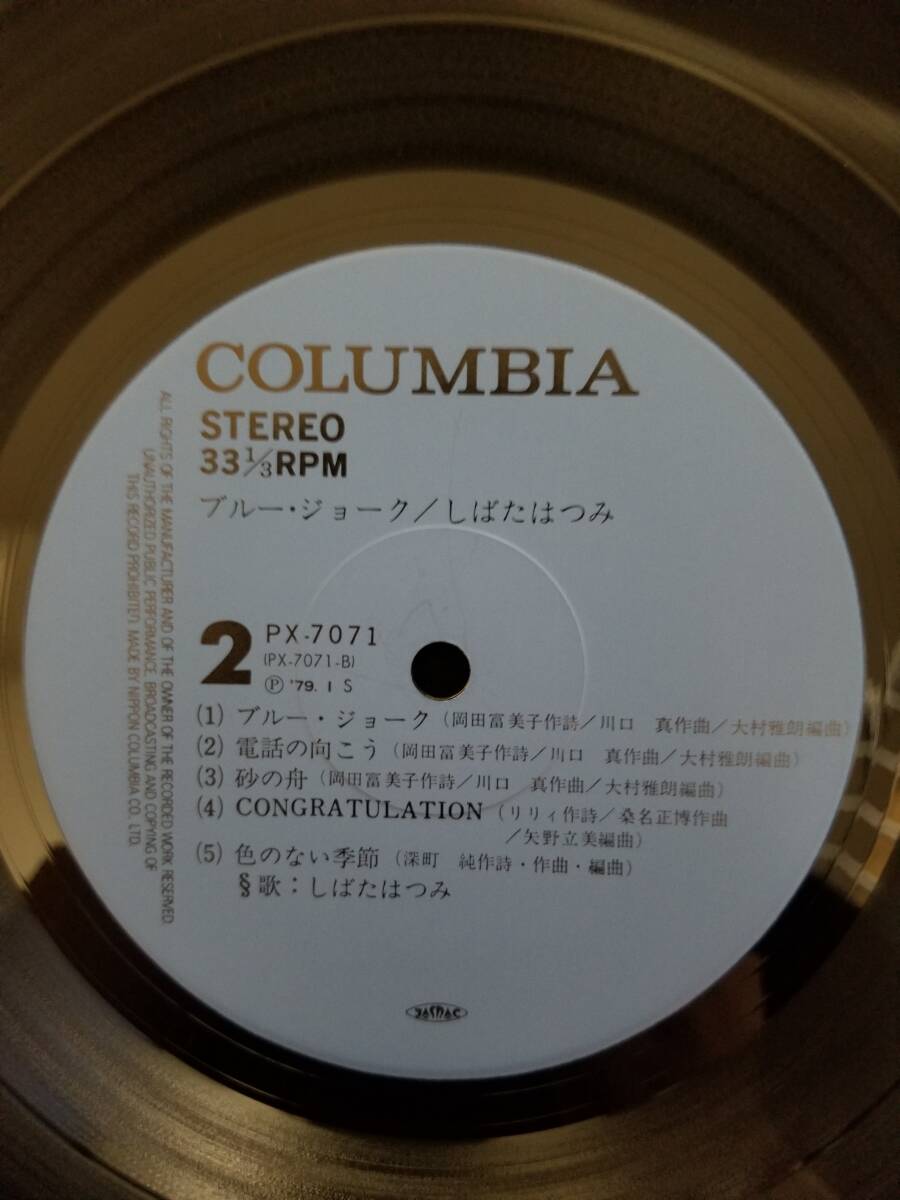 COLUMBIA
STEREO
33 1/3 RPM
ブルー・ジョーク/しばたはつみ
2 PX-7071
(PX-7071-B)
Ⓟ '79. 1 S
(1) ブルー・ジョーク (岡田富美子作詩/川口 真作曲/大村雅朗編曲)
(2) 電話の向こう (岡田富美子作詩/川口 真作曲/大村雅朗編曲)
(3) 砂の舟 (岡田富美子作詩/川口 真作曲/大村雅朗編曲)
(4) CONGRATULATION (リリィ作詩/桑名正博作曲
/矢野立美編曲)
(5) 色のない季節 (深町 純作詩・作曲・編曲)
§歌:しばたはつみ
ALL RIGHTS OF THE MANUFACTURER AND OF THE OWNER OF THE RECORDED WORK RESERVED.
UNAUTHORIZED PUBLIC PERFORMANCE, BROADCASTING AND COPYING OF
THIS RECORD PROHIBITED. MADE BY NIPPON COLUMBIA CO., LTD.
JASRAC